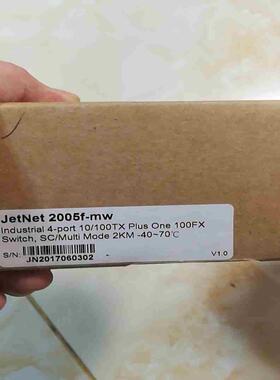 JetNet 2005f-mw
Industrial 4-port 10/100TX Plus One 100FX
Switch, SC/Multi Mode 2KM -40~70℃
S/N: JN2017060302 V1.0